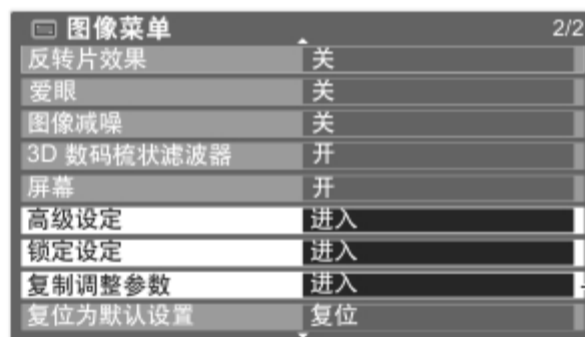 图像菜单 2/2
反转片效果 关
爱眼 关
图像减噪 关
3D 数码梳状滤波器 开
屏幕 开
高级设定 进入
锁定设定 进入
复制调整参数 进入
复位为默认设置 复位